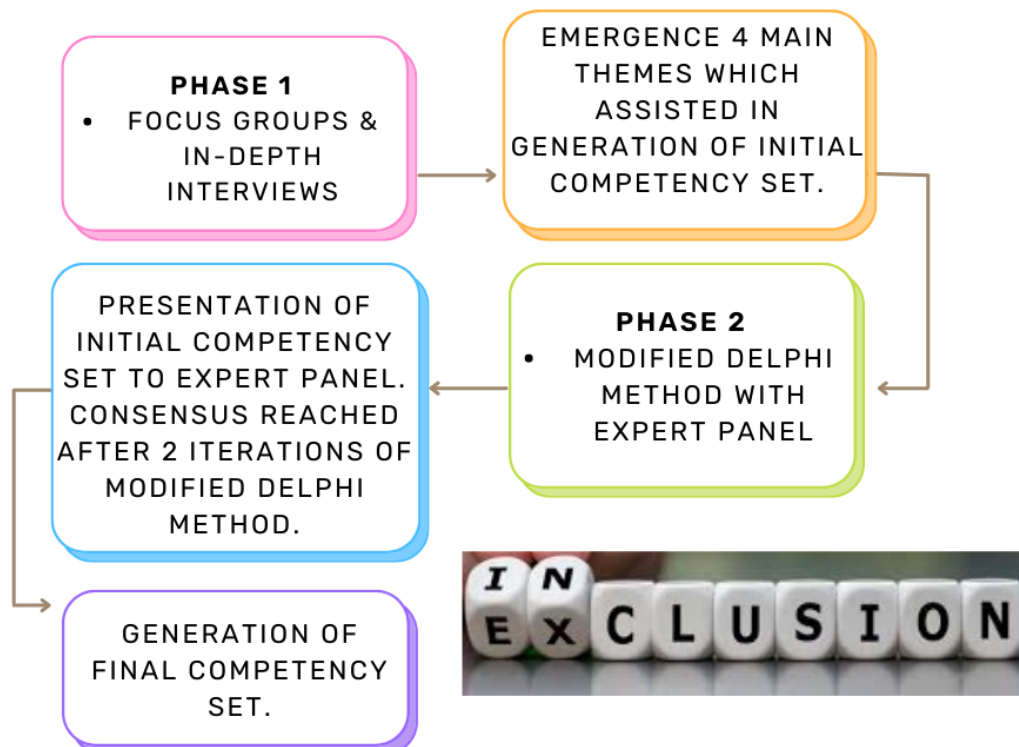 PHASE 1
• FOCUS GROUPS &
IN-DEPTH
INTERVIEWS
EMERGENCE 4 MAIN
THEMES WHICH
ASSISTED IN
GENERATION OF INITIAL
COMPETENCY SET.
PHASE 2
• MODIFIED DELPHI
METHOD WITH
EXPERT PANEL
PRESENTATION OF
INITIAL COMPETENCY
SET TO EXPERT PANEL.
CONSENSUS REACHED
AFTER 2 ITERATIONS OF
MODIFIED DELPHI
METHOD.
GENERATION OF
FINAL COMPETENCY
SET.
IN
EXCLUSION